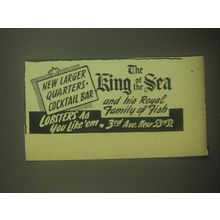 NEW LARGER
QUARTERS -
COCKTAIL BAR
The
King of the Sea
and his Royal
Family of Fish
LOBSTERS As
You Like 'em • 3rd Ave. Near 53rd St.